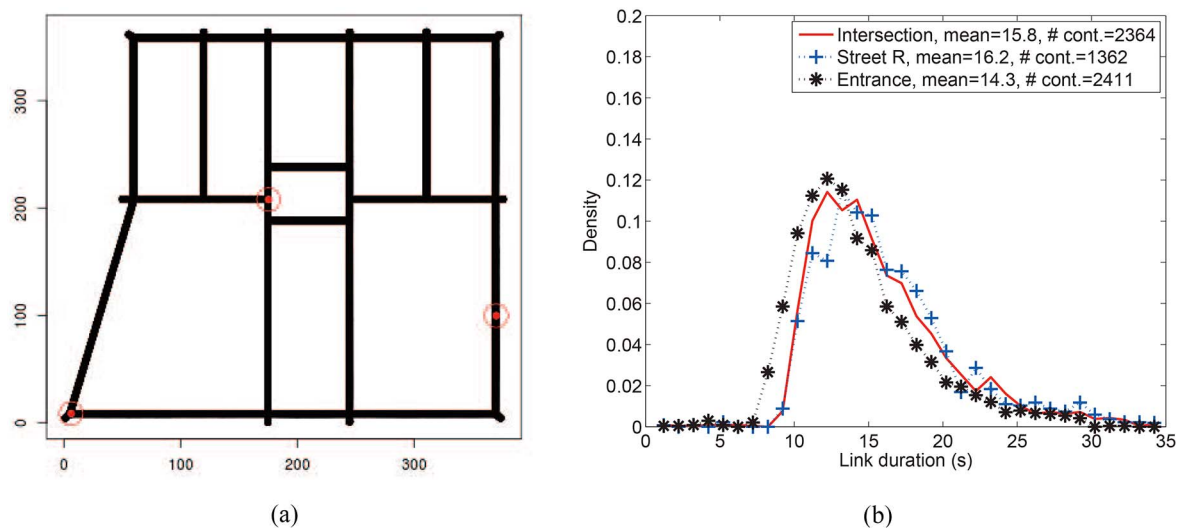 0
100
200
300
0
100
200
300
(a)
0.2
0.18
0.16
0.14
0.12
0.1
0.08
0.06
0.04
0.02
0
Density
Intersection, mean=15.8, # cont.=2364
Street R, mean=16.2, # cont.=1362
Entrance, mean=14.3, # cont.=2411
0 5 10 15 20 25 30 35
Link duration (s)
(b)